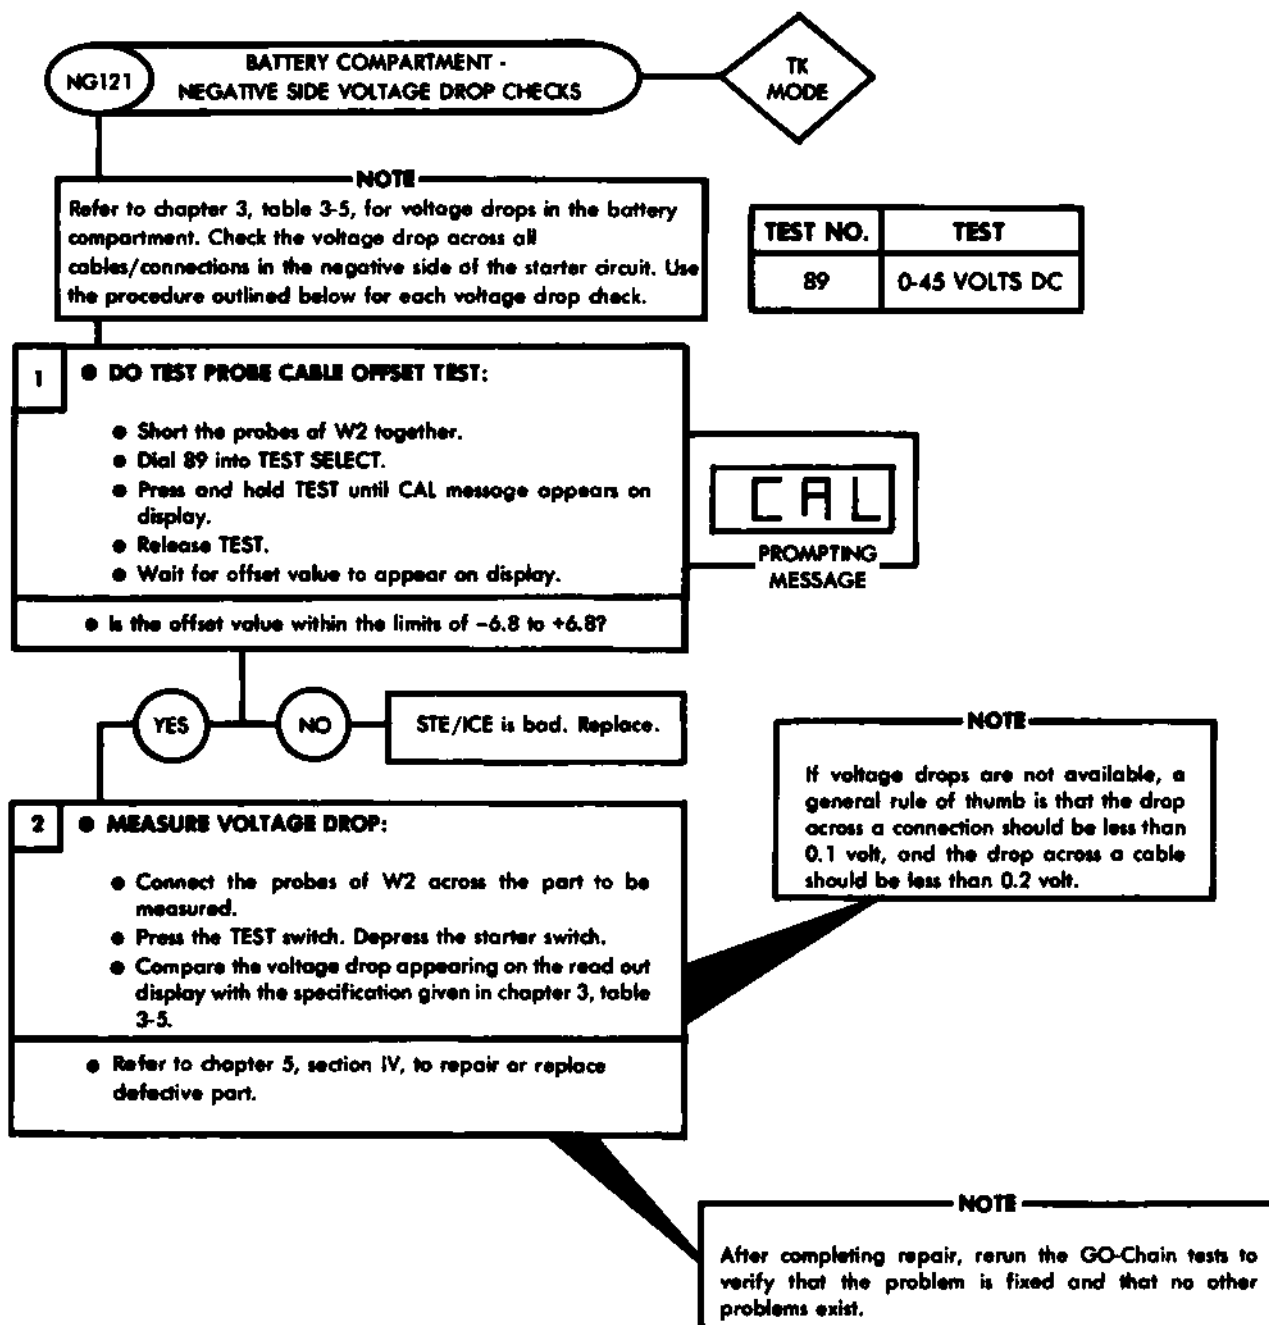 NG121
BATTERY COMPARTMENT -
NEGATIVE SIDE VOLTAGE DROP CHECKS
TK
MODE
NOTE
Refer to chapter 3, table 3-5, for voltage drops in the battery
compartment. Check the voltage drop across all
cables/connections in the negative side of the starter circuit. Use
the procedure outlined below for each voltage drop check.
TEST NO. TEST
89 0-45 VOLTS DC
1 ● DO TEST PROBE CABLE OFFSET TEST:
● Short the probes of W2 together.
● Dial 89 into TEST SELECT.
● Press and hold TEST until CAL message appears on
display.
● Release TEST.
● Wait for offset value to appear on display.
CAL
PROMPTING
MESSAGE
● Is the offset value within the limits of -6.8 to +6.8?
YES
NO
STE/ICE is bad. Replace.
NOTE
If voltage drops are not available, a
general rule of thumb is that the drop
across a connection should be less than
0.1 volt, and the drop across a cable
should be less than 0.2 volt.
2 ● MEASURE VOLTAGE DROP:
● Connect the probes of W2 across the part to be
measured.
● Press the TEST switch. Depress the starter switch.
● Compare the voltage drop appearing on the read out
display with the specification given in chapter 3, table
3-5.
● Refer to chapter 5, section IV, to repair or replace
defective part.
NOTE
After completing repair, rerun the GO-Chain tests to
verify that the problem is fixed and that no other
problems exist.